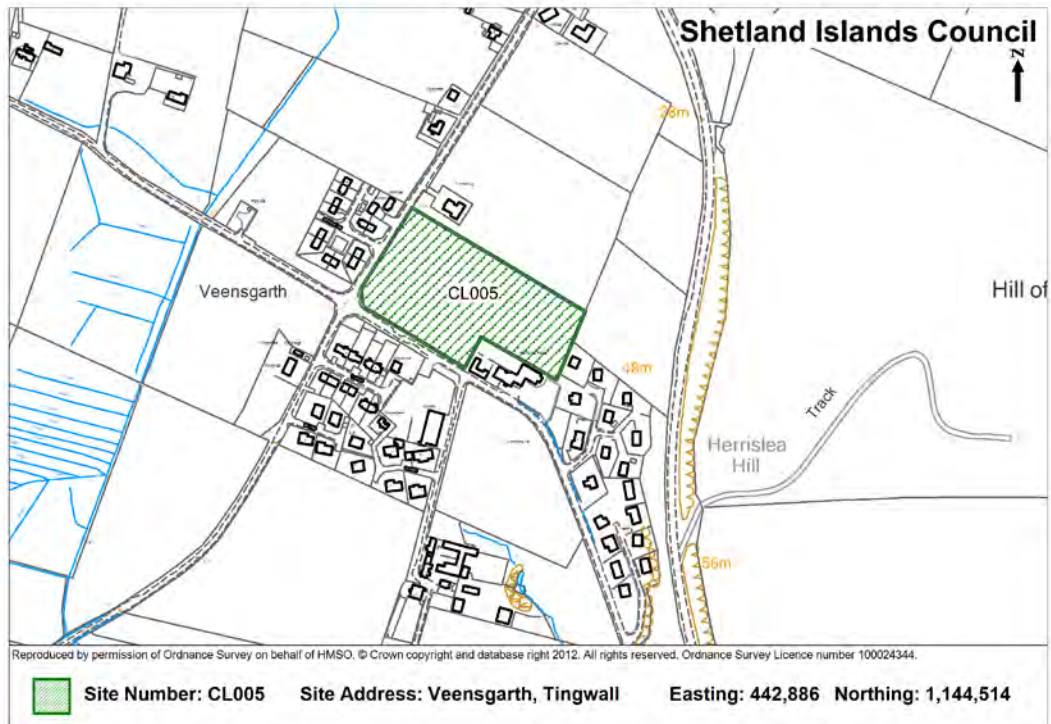 Shetland Islands Council
N
28m
CL005
Veensgarth
Hill of
48m
Track
Herrislea
Hill
56m
Reproduced by permission of Ordnance Survey on behalf of HMSO. © Crown copyright and database right 2012. All rights reserved. Ordnance Survey Licence number 100024344.
Site Number: CL005 Site Address: Veensgarth, Tingwall Easting: 442,886 Northing: 1,144,514